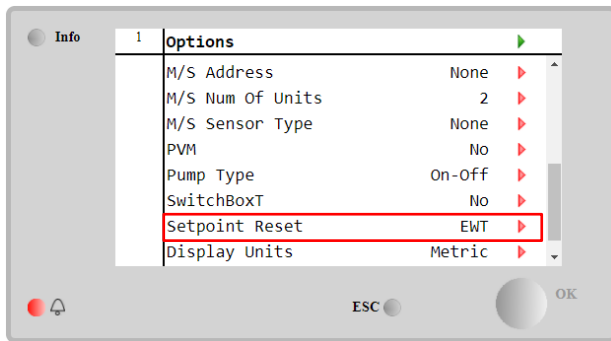 Info
1 Options
M/S Address None
M/S Num Of Units 2
M/S Sensor Type None
PVM No
Pump Type On-Off
SwitchBoxT No
Setpoint Reset EWT
Display Units Metric
ESC
OK